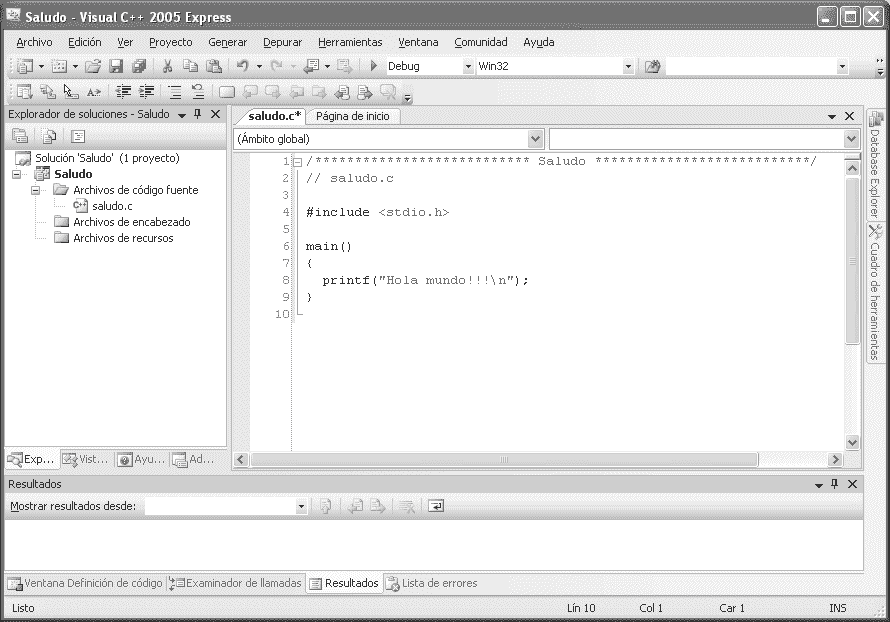 Saludo - Visual C++ 2005 Express
Archivo Edición Ver Proyecto Generar Depurar Herramientas Ventana Comunidad Ayuda
Debug Win32
Explorador de soluciones - Saludo
saludo.c* Página de inicio
(Ámbito global)
Solución 'Saludo' (1 proyecto)
Saludo
Archivos de código fuente
saludo.c
Archivos de encabezado
Archivos de recursos
1 /*************************** Saludo ***************************/
2 // saludo.c
3
4 #include <stdio.h>
5
6 main()
7 {
8 printf("Hola mundo!!!\n");
9 }
10
Database Explorer
Cuadro de herramientas
Exp... Vist... Ayu... Ad...
Resultados
Mostrar resultados desde:
Ventana Definición de código Examinador de llamadas Resultados Lista de errores
Listo Lín 10 Col 1 Car 1 INS